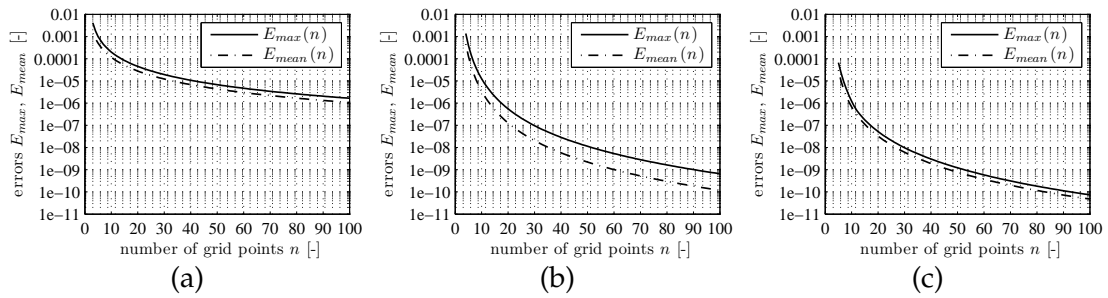 errors E_max, E_mean [-]
0.01
0.001
0.0001
1e−05
1e−06
1e−07
1e−08
1e−09
1e−10
1e−11
0 10 20 30 40 50 60 70 80 90 100
number of grid points n [-]
E_max(n)
E_mean(n)
(a)
errors E_max, E_mean [-]
0.01
0.001
0.0001
1e−05
1e−06
1e−07
1e−08
1e−09
1e−10
1e−11
0 10 20 30 40 50 60 70 80 90 100
number of grid points n [-]
E_max(n)
E_mean(n)
(b)
errors E_max, E_mean [-]
0.01
0.001
0.0001
1e−05
1e−06
1e−07
1e−08
1e−09
1e−10
1e−11
0 10 20 30 40 50 60 70 80 90 100
number of grid points n [-]
E_max(n)
E_mean(n)
(c)